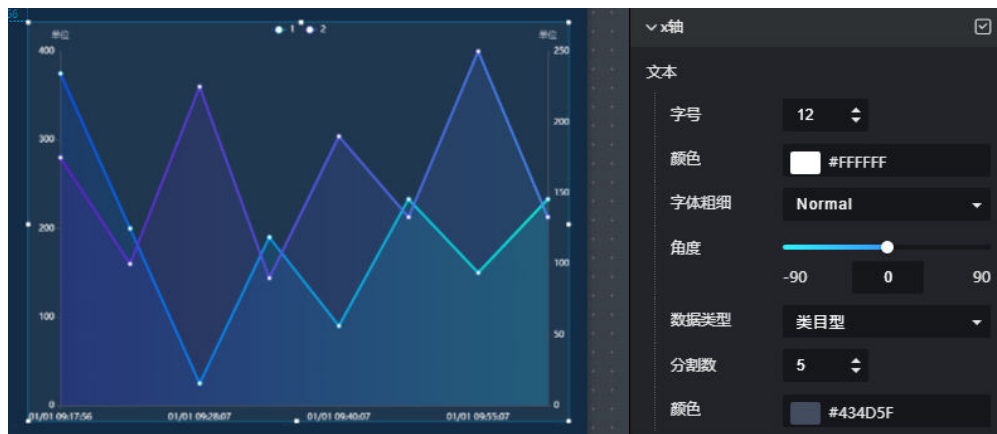 56
单位
1 2
单位
400
250
200
300
150
200
100
100
50
0
0
01/01 09:17:56 01/01 09:28:07 01/01 09:40:07 01/01 09:55:07
x轴
文本
字号 12
颜色 #FFFFFF
字体粗细 Normal
角度
-90 0 90
数据类型 类目型
分割数 5
颜色 #434D5F